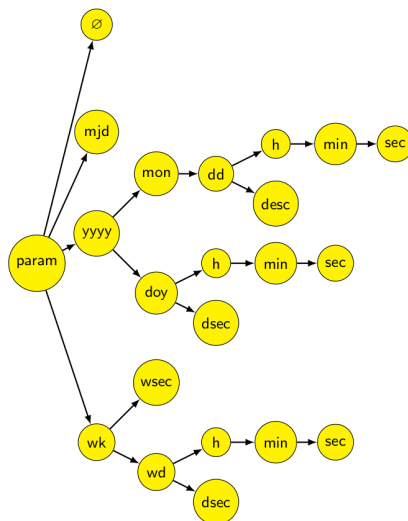 ∅
mjd
h
min
sec
mon
dd
desc
yyyy
param
h
min
sec
doy
dsec
wsec
wk
h
min
sec
wd
dsec